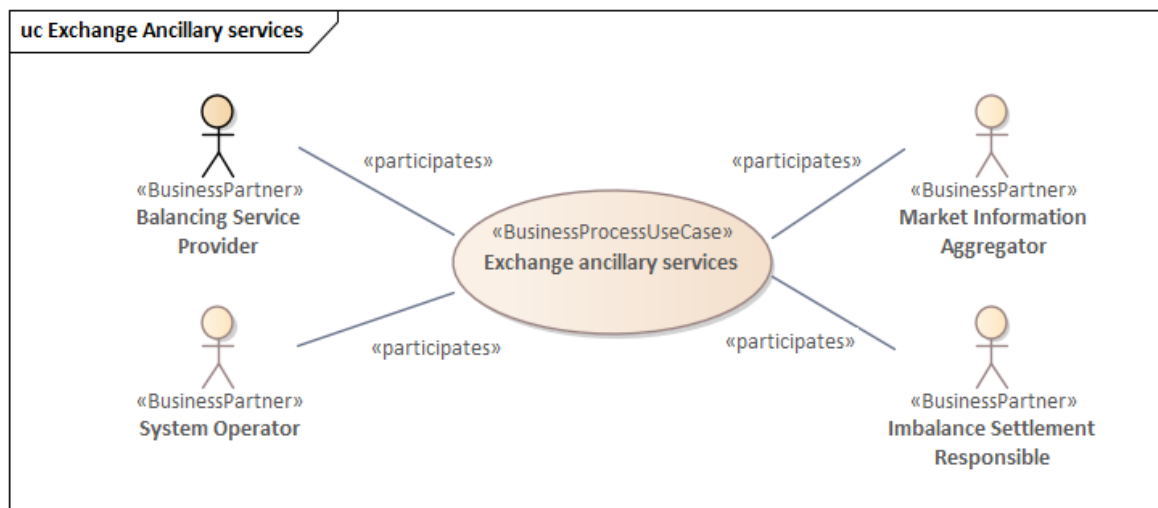 uc Exchange Ancillary services
«BusinessPartner»
Balancing Service
Provider
«participates»
«participates»
«BusinessPartner»
Market Information
Aggregator
«BusinessProcessUseCase»
Exchange ancillary services
«BusinessPartner»
System Operator
«participates»
«participates»
«BusinessPartner»
Imbalance Settlement
Responsible